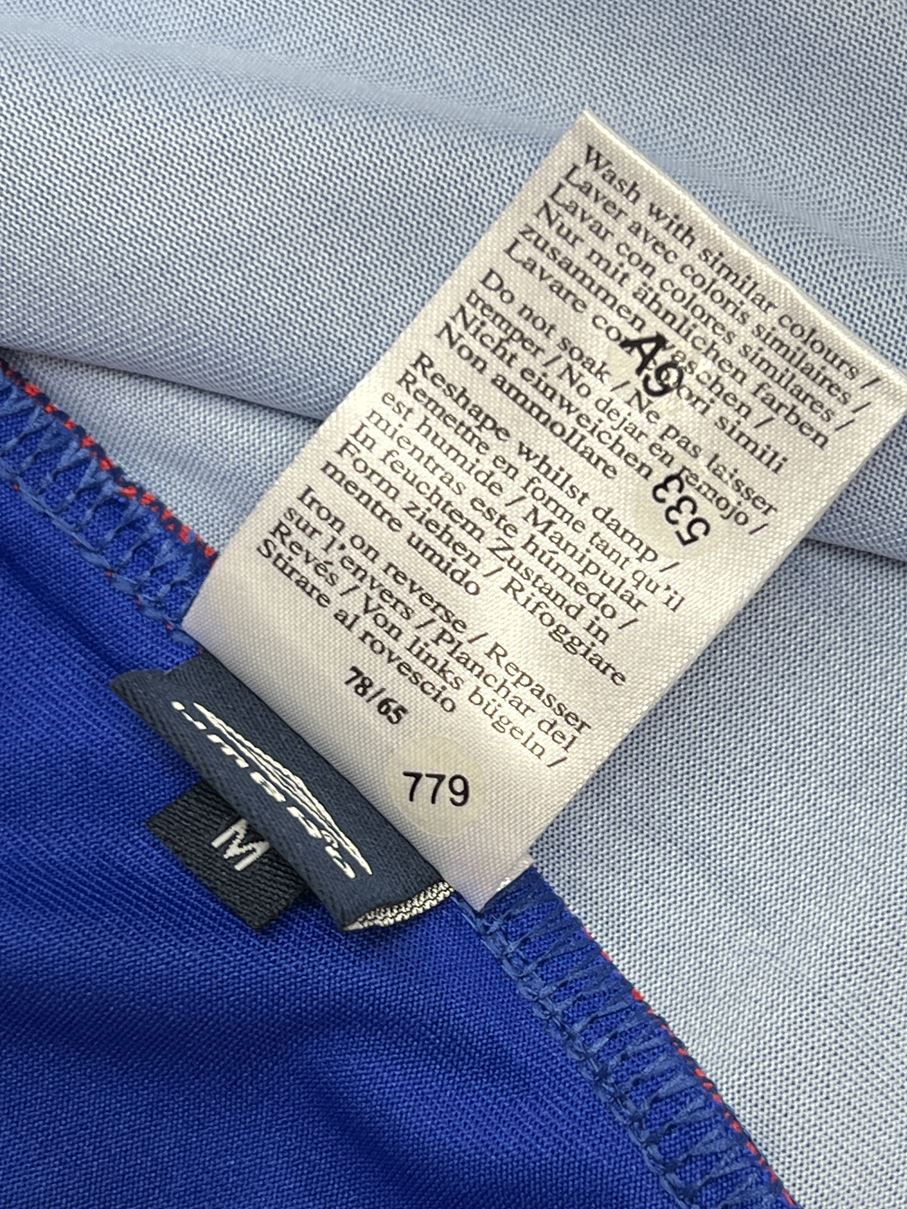 Wash with similar colours /
Laver avec coloris similaires /
Lavar con colores similares /
Nur mit ähnlichen farben
zusammen waschen /
Lavare colori simili
A9
Do not soak / Ne pas laisser
tremper / No dejar en remojo /
Nicht einweichen
Non ammollare
533
Reshape whilst damp /
Remettre en forme tant qu'il
est humide / Manipular
mientras este húmedo /
In feuchtem Zustand in
Form ziehen / Rifoggiare
mentre umido
Iron on reverse / Repasser
sur l'envers / Planchar del
Revés / Von links bügeln /
Stirare al rovescio
78/65
779
umbro
M